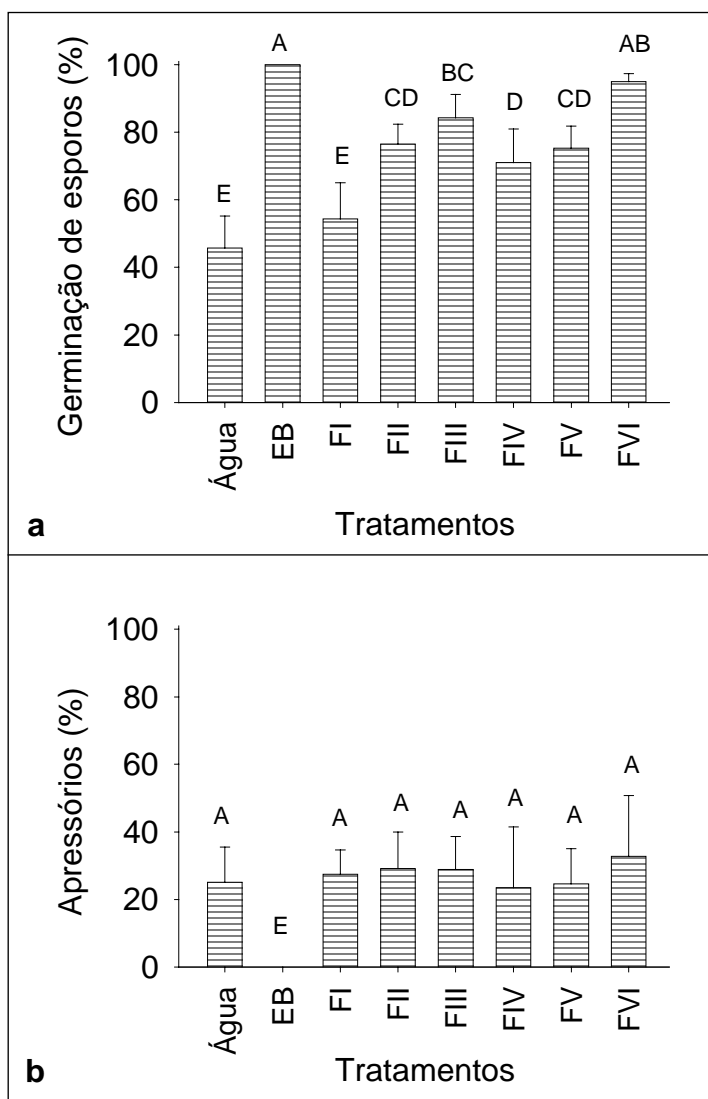 Germinação de esporos (%)
100
80
60
40
20
0
E
A
E
CD
BC
D
CD
AB
Água
EB
FI
FII
FIII
FIV
FV
FVI
Tratamentos
a
Apressórios (%)
100
80
60
40
20
0
A
E
A
A
A
A
A
A
Água
EB
FI
FII
FIII
FIV
FV
FVI
Tratamentos
b